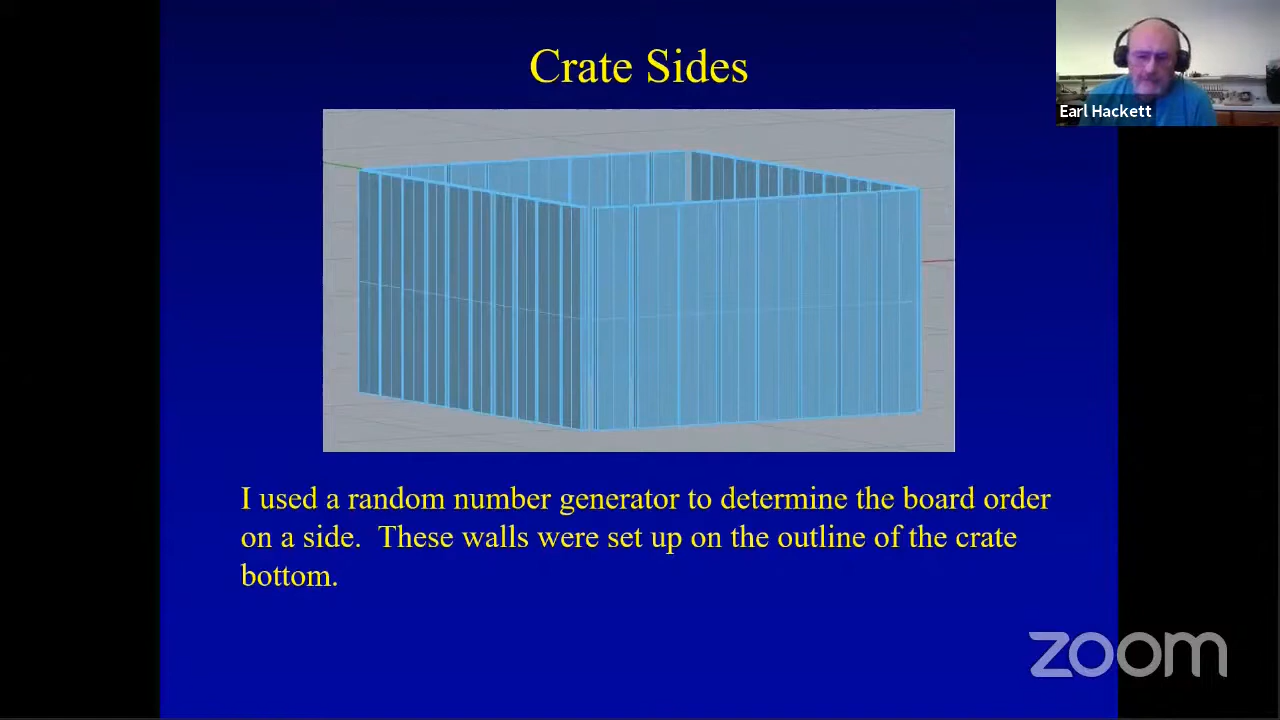 Crate Sides
Earl Hackett
I used a random number generator to determine the board order
on a side.  These walls were set up on the outline of the crate
bottom.
zoom